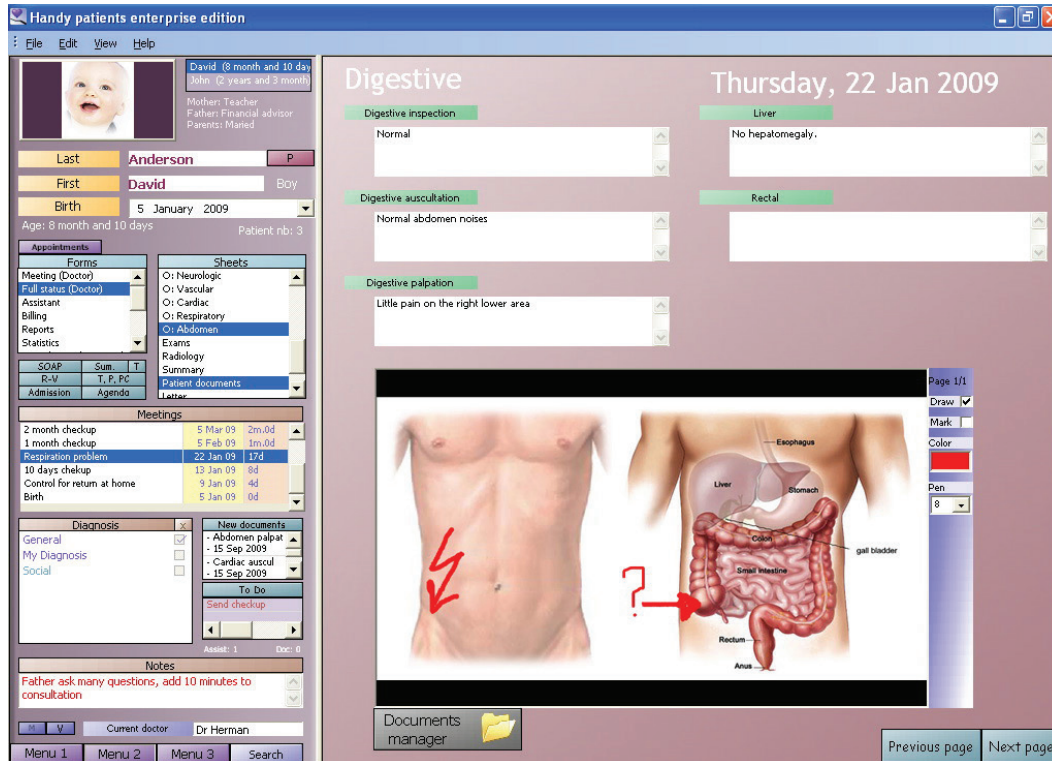 Handy patients enterprise edition
File Edit View Help
David (8 month and 10 day
John (2 years and 3 month)
Mother: Teacher
Father: Financial advisor
Parents: Maried
Last Anderson P
First David Boy
Birth 5 January 2009
Age: 8 month and 10 days
Patient nb: 3
Appointments
Forms
Meeting (Doctor)
Full status (Doctor)
Assistant
Billing
Reports
Statistics
Sheets
O: Neurologic
O: Vascular
O: Cardiac
O: Respiratory
O: Abdomen
Exams
Radiology
Summary
Patient documents
Letter
SOAP Sum. T
R-V T, P, PC
Admission Agenda
Meetings
2 month checkup 5 Mar 09 2m.0d
1 month checkup 5 Feb 09 1m.0d
Respiration problem 22 Jan 09 17d
10 days chekup 13 Jan 09 8d
Control for return at home 9 Jan 09 4d
Birth 5 Jan 09 0d
Diagnosis x
General
My Diagnosis
Social
New documents
- Abdomen palpat
- 15 Sep 2009
- Cardiac auscul
- 15 Sep 2009
To Do
Send checkup
Assist: 1 Doc: 0
Notes
Father ask many questions, add 10 minutes to
consultation
V Current doctor Dr Herman
Menu 1 Menu 2 Menu 3 Search
Digestive
Thursday, 22 Jan 2009
Digestive inspection
Normal
Liver
No hepatomegaly.
Digestive auscultation
Normal abdomen noises
Rectal
Digestive palpation
Little pain on the right lower area
Esophagus
Liver
Stomach
Colon
gall bladder
Small intestine
?
Rectum
Anus
Page 1/1
Draw
Mark
Color
Pen
8
Documents
manager
Previous page Next page